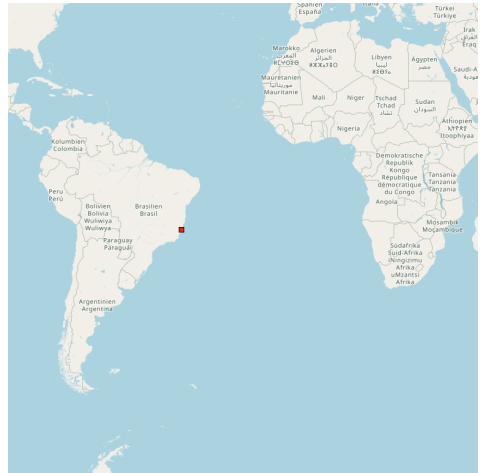 Spanien
España
Türkei
Türkiye
Irak
العراق
Marokko
المغرب
ⵍⵎⵖⵔⵉⴱ
Algerien
الجزائر
Libyen
ليبيا
Ägypten
مصر
Mauretanien
موريتانيا
Mauritanie
Mali
Niger
Tschad
Tchad
تشاد
Sudan
السودان
Äthiopien
ኢትዮጵያ
Itoophiyaa
Nigeria
Kolumbien
Colombia
Demokratische
Republik
Kongo
République
démocratique
du Congo
Tansania
Tanzania
Tanzania
Peru
Perú
Bolivien
Bolivia
Wuliwya
Wuliwya
Brasilien
Brasil
Angola
Mosambik
Moçambique
Paraguay
Paraguái
Südafrika
Suid-Afrika
iNingizimu
Afrika
uMzantsi
Afrika
Argentinien
Argentina